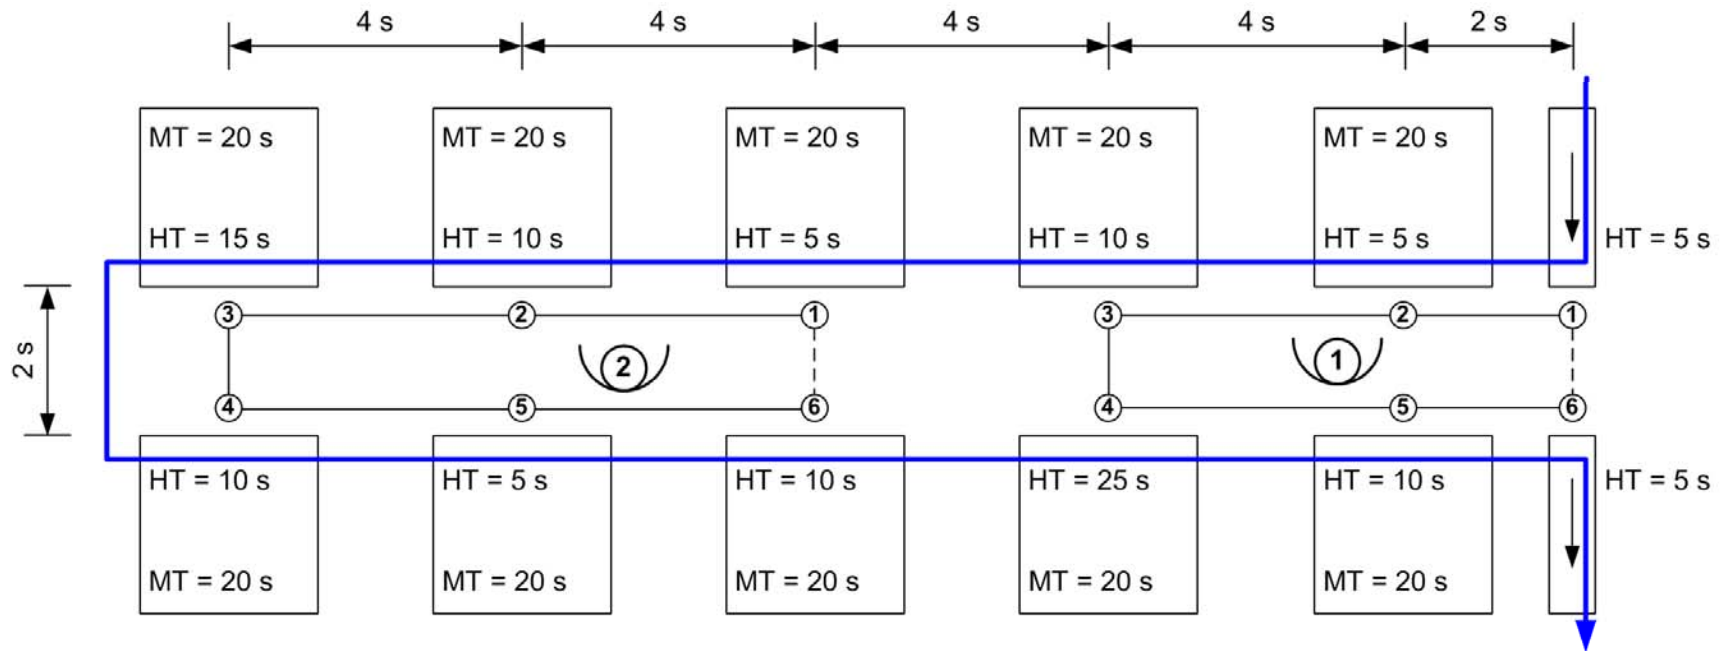 4 s 4 s 4 s 4 s 2 s
MT = 20 s MT = 20 s MT = 20 s MT = 20 s MT = 20 s
HT = 15 s HT = 10 s HT = 5 s HT = 10 s HT = 5 s HT = 5 s
3 2 1 3 2 1
2 s 2 1
4 5 6 4 5 6
HT = 10 s HT = 5 s HT = 10 s HT = 25 s HT = 10 s HT = 5 s
MT = 20 s MT = 20 s MT = 20 s MT = 20 s MT = 20 s